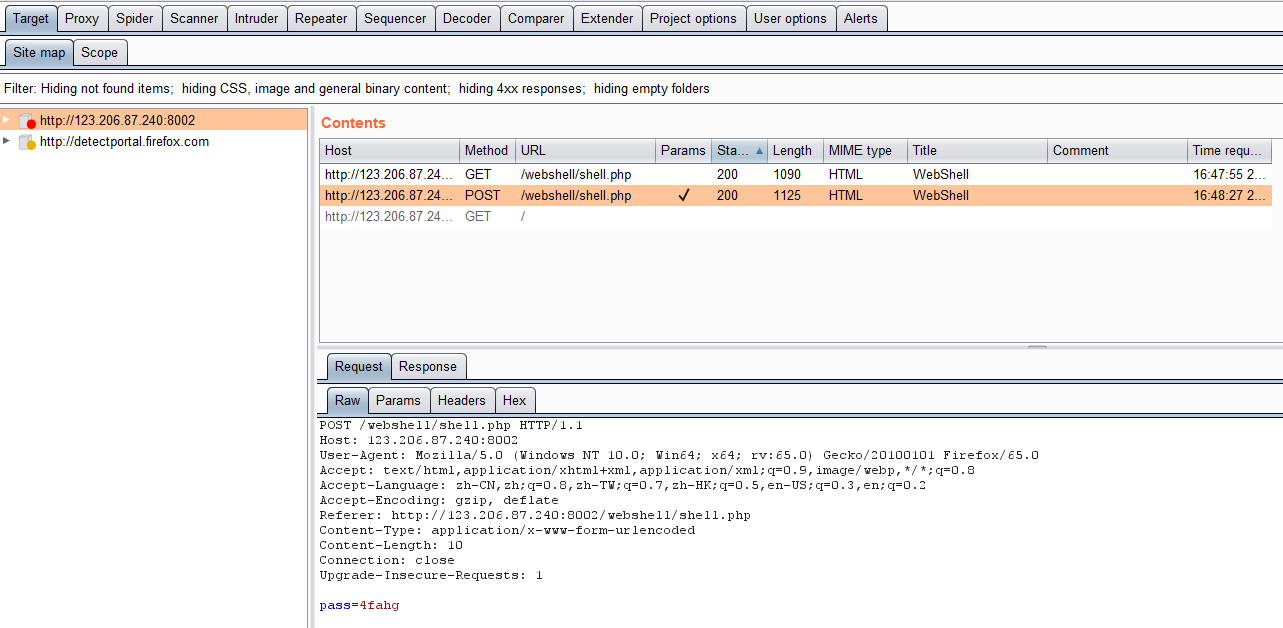 Target Proxy Spider Scanner Intruder Repeater Sequencer Decoder Comparer Extender Project options User options Alerts
Site map Scope
Filter: Hiding not found items; hiding CSS, image and general binary content; hiding 4xx responses; hiding empty folders
http://123.206.87.240:8002
http://detectportal.firefox.com
Contents
Host Method URL Params Sta... Length MIME type Title Comment Time requ...
http://123.206.87.24... GET /webshell/shell.php 200 1090 HTML WebShell 16:47:55 2...
http://123.206.87.24... POST /webshell/shell.php ✓ 200 1125 HTML WebShell 16:48:27 2...
http://123.206.87.24... GET /
Request Response
Raw Params Headers Hex
POST /webshell/shell.php HTTP/1.1
Host: 123.206.87.240:8002
User-Agent: Mozilla/5.0 (Windows NT 10.0; Win64; x64; rv:65.0) Gecko/20100101 Firefox/65.0
Accept: text/html,application/xhtml+xml,application/xml;q=0.9,image/webp,*/*;q=0.8
Accept-Language: zh-CN,zh;q=0.8,zh-TW;q=0.7,zh-HK;q=0.5,en-US;q=0.3,en;q=0.2
Accept-Encoding: gzip, deflate
Referer: http://123.206.87.240:8002/webshell/shell.php
Content-Type: application/x-www-form-urlencoded
Content-Length: 10
Connection: close
Upgrade-Insecure-Requests: 1
pass=4fahg